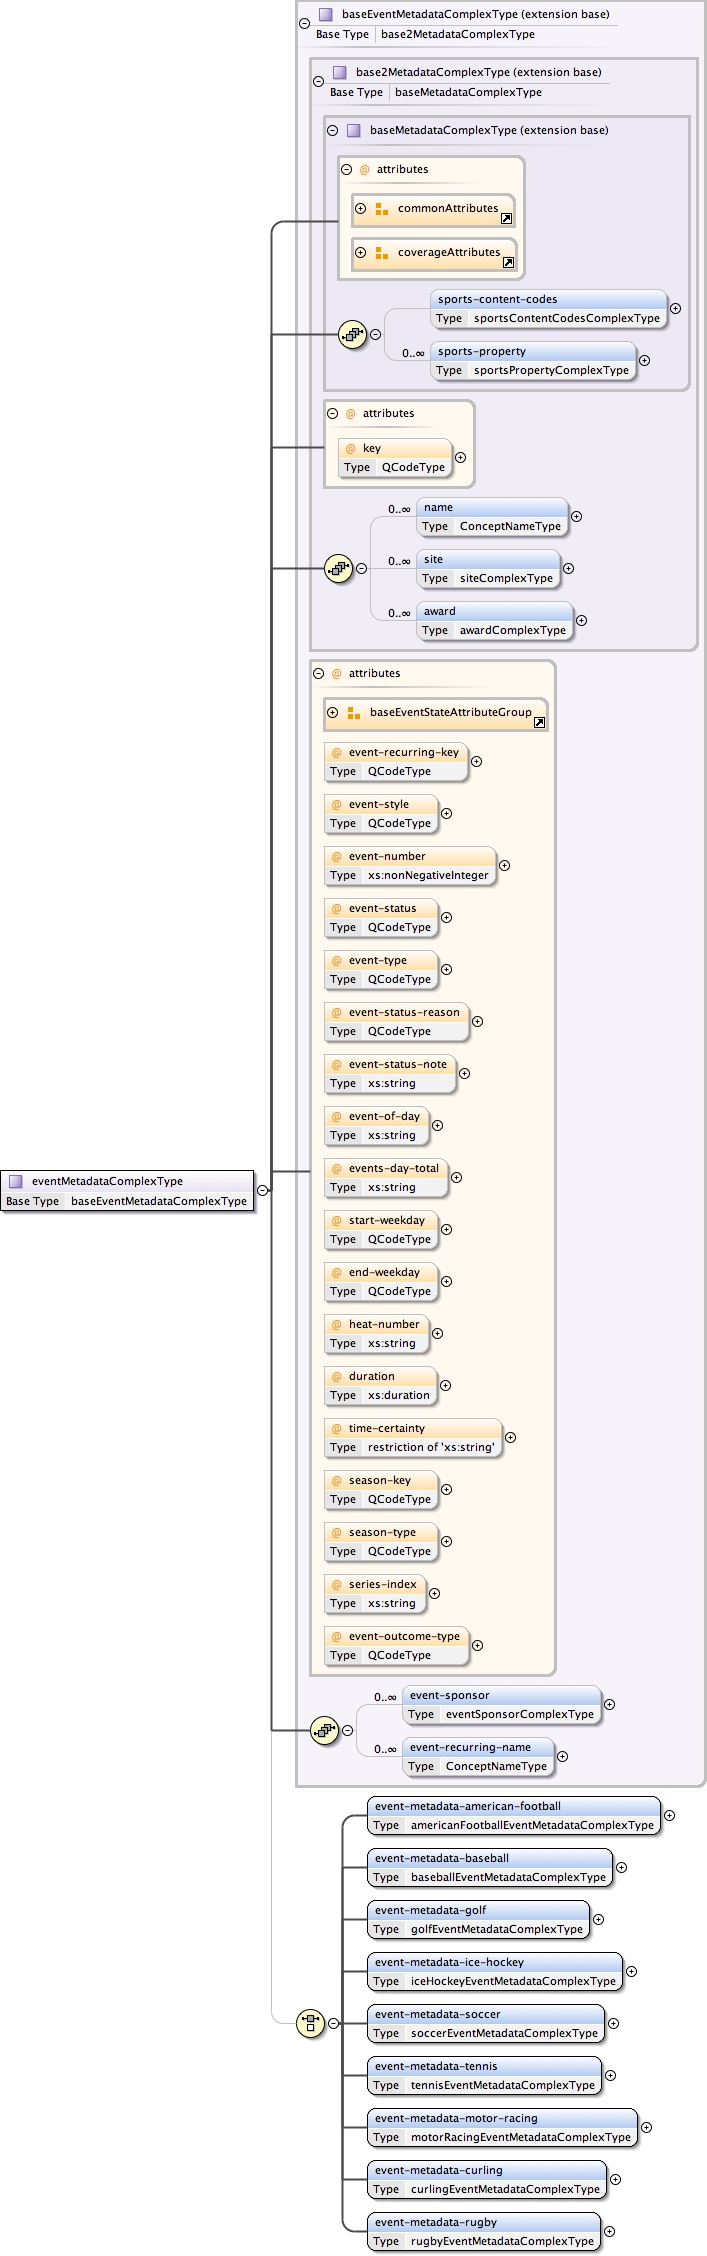 baseEventMetadataComplexType (extension base)
Base Type base2MetadataComplexType
base2MetadataComplexType (extension base)
Base Type baseMetadataComplexType
baseMetadataComplexType (extension base)
@ attributes
commonAttributes
coverageAttributes
sports-content-codes
Type sportsContentCodesComplexType
0..∞
sports-property
Type sportsPropertyComplexType
@ attributes
@ key
Type QCodeType
0..∞
name
Type ConceptNameType
0..∞
site
Type siteComplexType
0..∞
award
Type awardComplexType
@ attributes
baseEventStateAttributeGroup
@ event-recurring-key
Type QCodeType
@ event-style
Type QCodeType
@ event-number
Type xs:nonNegativeInteger
@ event-status
Type QCodeType
@ event-type
Type QCodeType
@ event-status-reason
Type QCodeType
@ event-status-note
Type xs:string
@ event-of-day
Type xs:string
@ events-day-total
Type xs:string
eventMetadataComplexType
Base Type baseEventMetadataComplexType
@ start-weekday
Type QCodeType
@ end-weekday
Type QCodeType
@ heat-number
Type xs:string
@ duration
Type xs:duration
@ time-certainty
Type restriction of 'xs:string'
@ season-key
Type QCodeType
@ season-type
Type QCodeType
@ series-index
Type xs:string
@ event-outcome-type
Type QCodeType
0..∞
event-sponsor
Type eventSponsorComplexType
0..∞
event-recurring-name
Type ConceptNameType
event-metadata-american-football
Type americanFootballEventMetadataComplexType
event-metadata-baseball
Type baseballEventMetadataComplexType
event-metadata-golf
Type golfEventMetadataComplexType
event-metadata-ice-hockey
Type iceHockeyEventMetadataComplexType
event-metadata-soccer
Type soccerEventMetadataComplexType
event-metadata-tennis
Type tennisEventMetadataComplexType
event-metadata-motor-racing
Type motorRacingEventMetadataComplexType
event-metadata-curling
Type curlingEventMetadataComplexType
event-metadata-rugby
Type rugbyEventMetadataComplexType